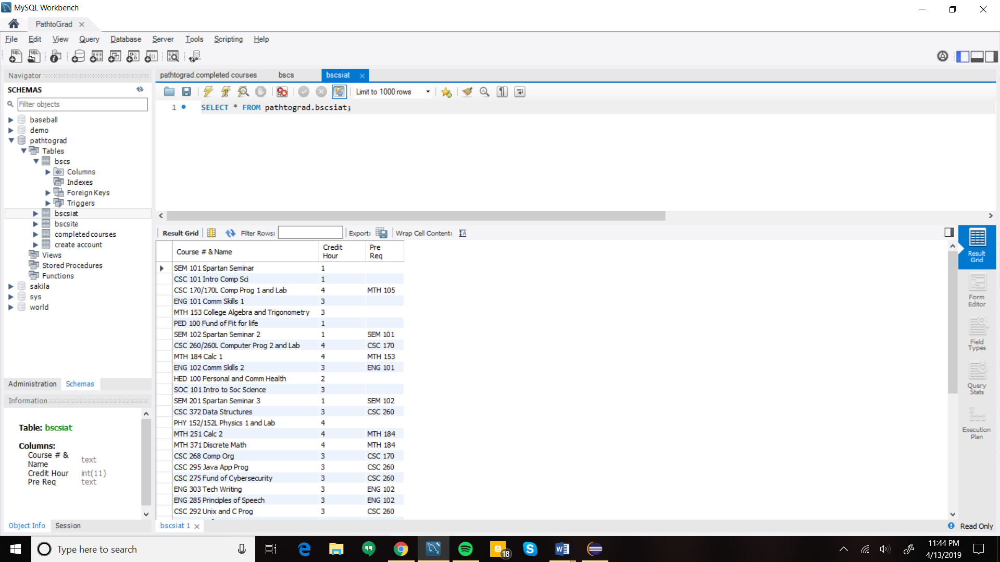 MySQL Workbench
PathtoGrad
File Edit View Query Database Server Tools Scripting Help
Navigator
SCHEMAS
Filter objects
baseball
demo
pathtograd
Tables
bscs
Columns
Indexes
Foreign Keys
Triggers
bscsiat
bscsite
completed courses
create account
Views
Stored Procedures
Functions
sakila
sys
world
Administration Schemas
Information
Table: bscsiat
Columns:
Course # & Name text
Credit Hour int(11)
Pre Req text
Object Info Session
pathtograd.completed courses bscs bscsiat
Limit to 1000 rows
1 SELECT * FROM pathtograd.bscsiat;
Result Grid Filter Rows: Export: Wrap Cell Content:
Course # & Name Credit Hour Pre Req
SEM 101 Spartan Seminar 1
CSC 101 Intro Comp Sci 1
CSC 170/170L Comp Prog 1 and Lab 4 MTH 105
ENG 101 Comm Skills 1 3
MTH 153 College Algebra and Trigonometry 3
PED 100 Fund of Fit for life 1
SEM 102 Spartan Seminar 2 1 SEM 101
CSC 260/260L Computer Prog 2 and Lab 4 CSC 170
MTH 184 Calc 1 4 MTH 153
ENG 102 Comm Skills 2 3 ENG 101
HED 100 Personal and Comm Health 2
SOC 101 Intro to Soc Science 3
SEM 201 Spartan Seminar 3 1 SEM 102
CSC 372 Data Structures 3 CSC 260
PHY 152/152L Physics 1 and Lab 4
MTH 251 Calc 2 4 MTH 184
MTH 371 Discrete Math 4 MTH 184
CSC 268 Comp Org 3 CSC 170
CSC 295 Java App Prog 3 CSC 260
CSC 275 Fund of Cybersecurity 3 CSC 260
ENG 303 Tech Writing 3 ENG 102
ENG 285 Principles of Speech 3 ENG 102
CSC 292 Unix and C Prog 3 CSC 260
Result Grid
Form Editor
Field Types
Query Stats
Execution Plan
bscsiat 1
Read Only
Type here to search
18
11:44 PM
4/13/2019